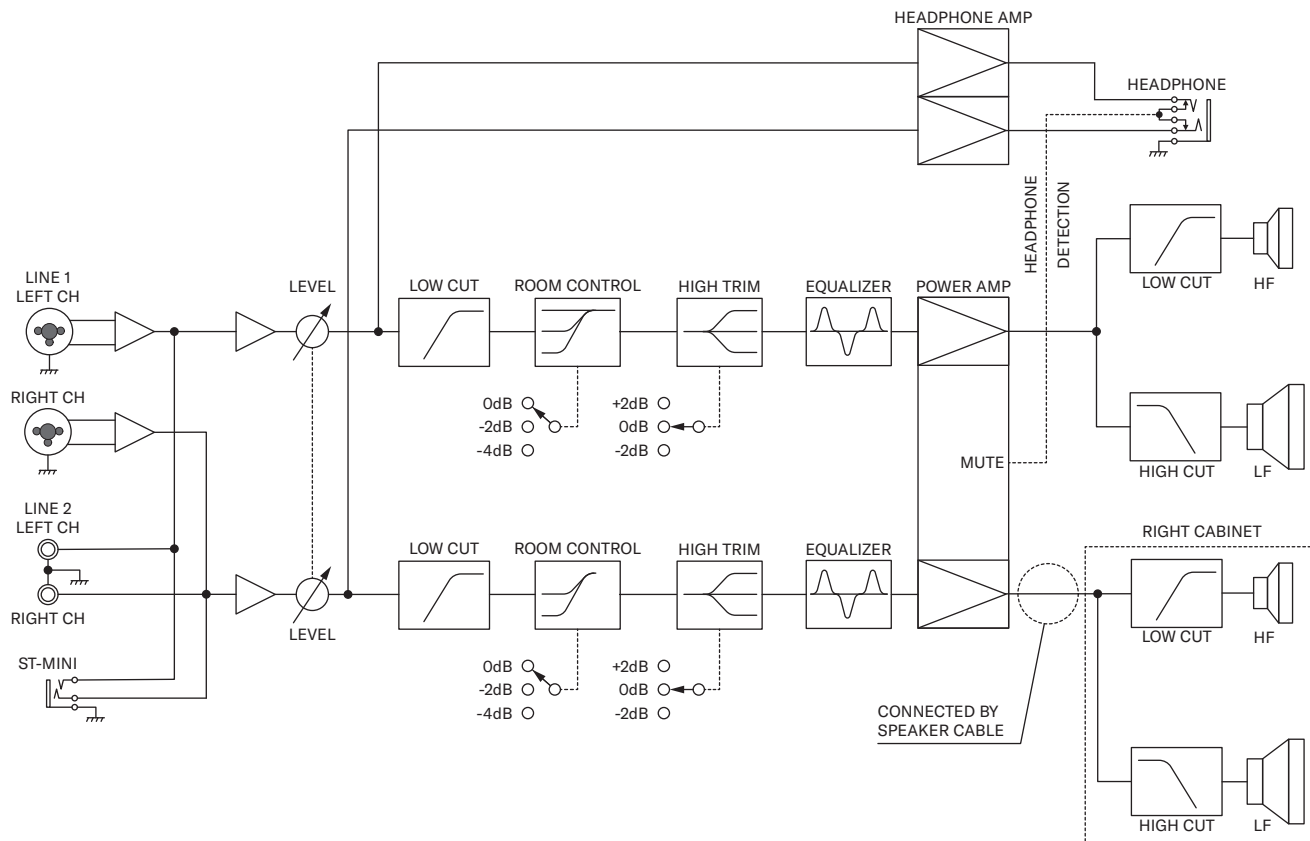 HEADPHONE AMP
HEADPHONE
HEADPHONE
DETECTION
LINE 1
LEFT CH
LEVEL
LOW CUT
ROOM CONTROL
HIGH TRIM
EQUALIZER
POWER AMP
LOW CUT
HF
RIGHT CH
0dB
-2dB
-4dB
+2dB
0dB
-2dB
MUTE
HIGH CUT
LF
LINE 2
LEFT CH
RIGHT CH
LEVEL
LOW CUT
ROOM CONTROL
HIGH TRIM
EQUALIZER
RIGHT CABINET
LOW CUT
HF
ST-MINI
0dB
-2dB
-4dB
+2dB
0dB
-2dB
CONNECTED BY
SPEAKER CABLE
HIGH CUT
LF